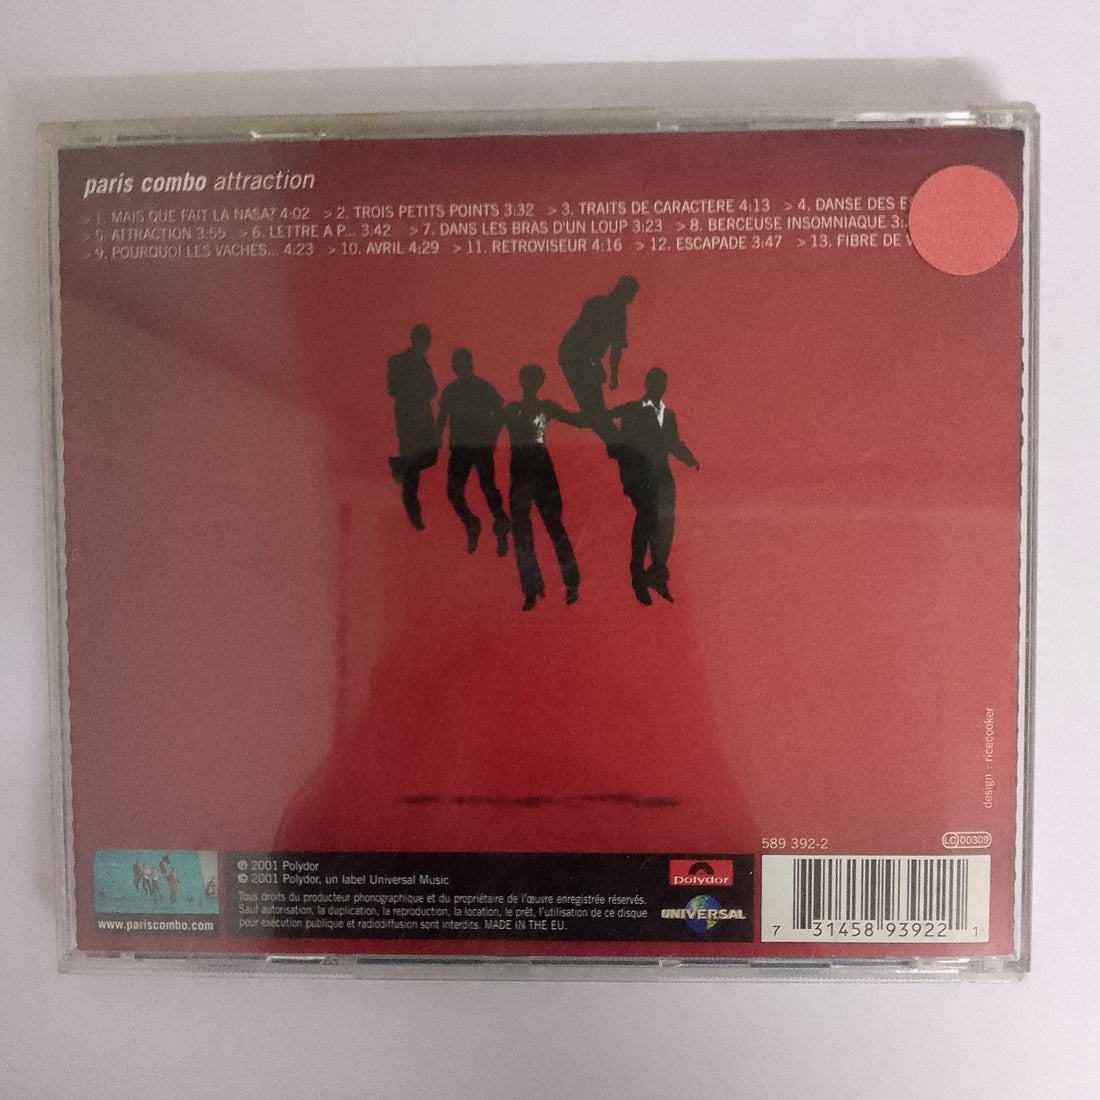 paris combo attraction
> 1. MAIS QUE FAIT LA NASA? 4:02 > 2. TROIS PETITS POINTS 3:32 > 3. TRAITS DE CARACTERE 4:13 > 4. DANSE DES
> 5. ATTRACTION 3:55 > 6. LETTRE A P... 3:42 > 7. DANS LES BRAS D'UN LOUP 3:23 > 8. BERCEUSE INSOMNIAQUE
> 9. POURQUOI LES VACHES... 4:23 > 10. AVRIL 4:29 > 11. RETROVISEUR 4:16 > 12. ESCAPADE 3:47 > 13. FIBRE DE
design : ricecooker
589 392-2
LC 00309
℗ 2001 Polydor
© 2001 Polydor, un label Universal Music
Tous droits du producteur phonographique et du propriétaire de l'œuvre enregistrée réservés.
Sauf autorisation, la duplication, la reproduction, la location, le prêt, l'utilisation de ce disque
pour exécution publique et radiodiffusion sont interdits. MADE IN THE EU.
www.pariscombo.com
polydor
UNIVERSAL
7 31458 93922 1